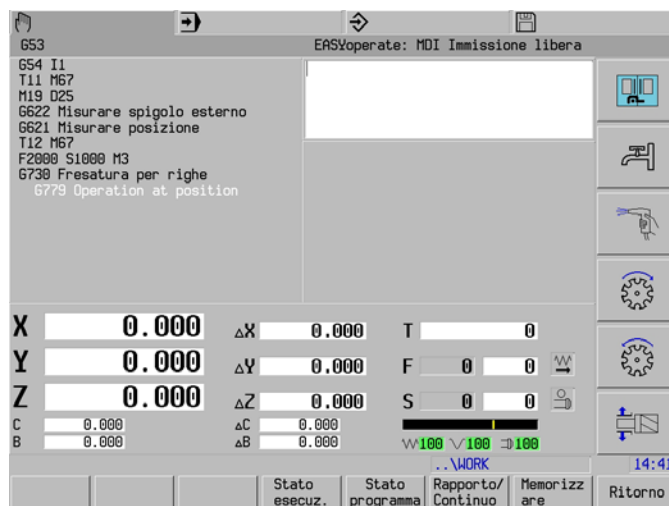 G53
EASYoperate: MDI Immissione libera
G54 I1
T11 M67
M19 D25
G622 Misurare spigolo esterno
G621 Misurare posizione
T12 M67
F2000 S1000 M3
G730 Fresatura per righe
G779 Operation at position
X 0.000 ΔX 0.000 T 0
Y 0.000 ΔY 0.000 F 0 0
Z 0.000 ΔZ 0.000 S 0 0
C 0.000 ΔC 0.000
B 0.000 ΔB 0.000 100 100 100
..\WORK 14:41
Stato esecuz.
Stato programma
Rapporto/ Continuo
Memorizz are
Ritorno